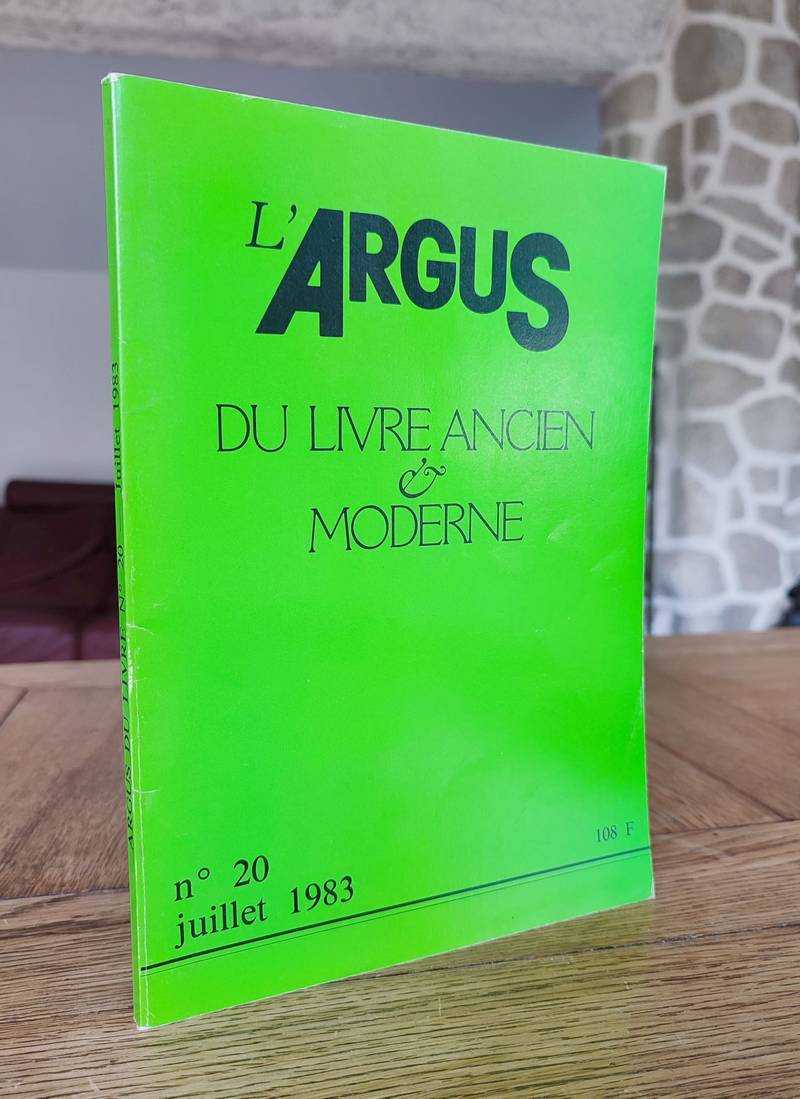 L'ARGUS
DU LIVRE ANCIEN
&
MODERNE
n° 20
juillet 1983
108 F
ARGUS DU LIVRE N° 20 juillet 1983